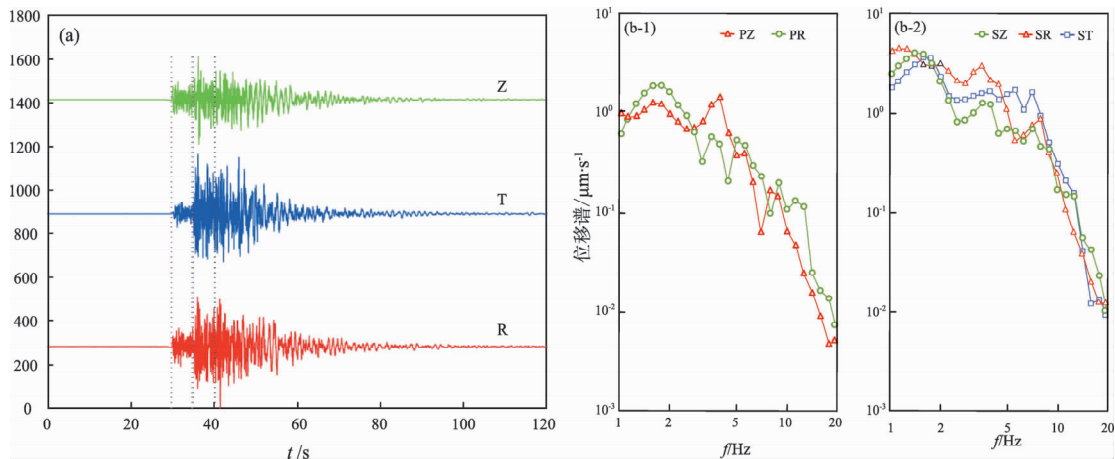 (a)
1800
1600
1400
1200
1000
800
600
400
200
0
Z
T
R
0 20 40 60 80 100 120
t /s
(b-1)
PZ PR
10¹
10⁰
10⁻¹
10⁻²
10⁻³
位移谱/μm·s⁻¹
1 2 5 10 20
f/Hz
(b-2)
SZ SR ST
10¹
10⁰
10⁻¹
10⁻²
10⁻³
1 2 5 10 20
f/Hz